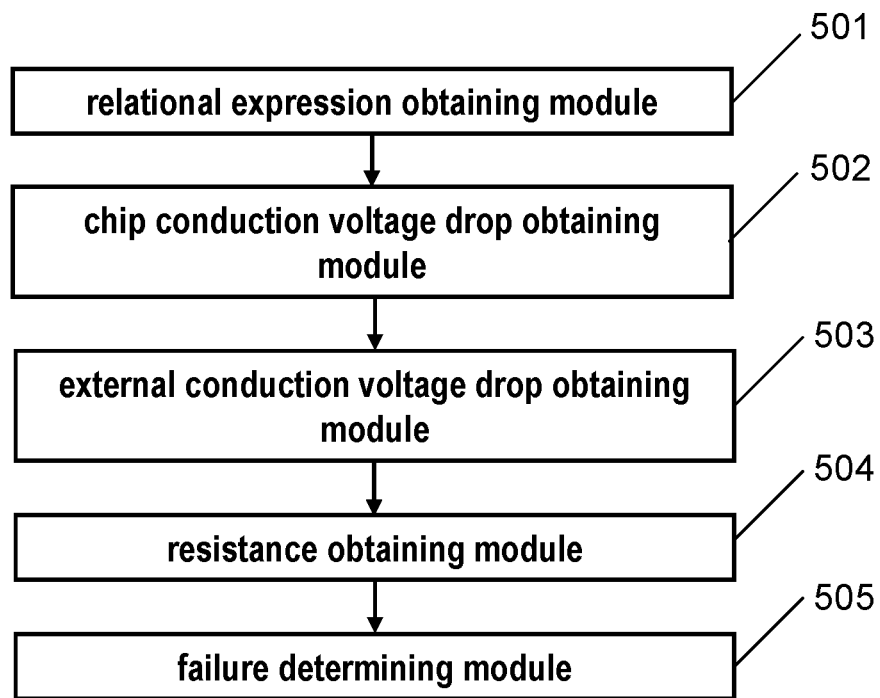 501
relational expression obtaining module
502
chip conduction voltage drop obtaining
module
503
external conduction voltage drop obtaining
module
504
resistance obtaining module
505
failure determining module